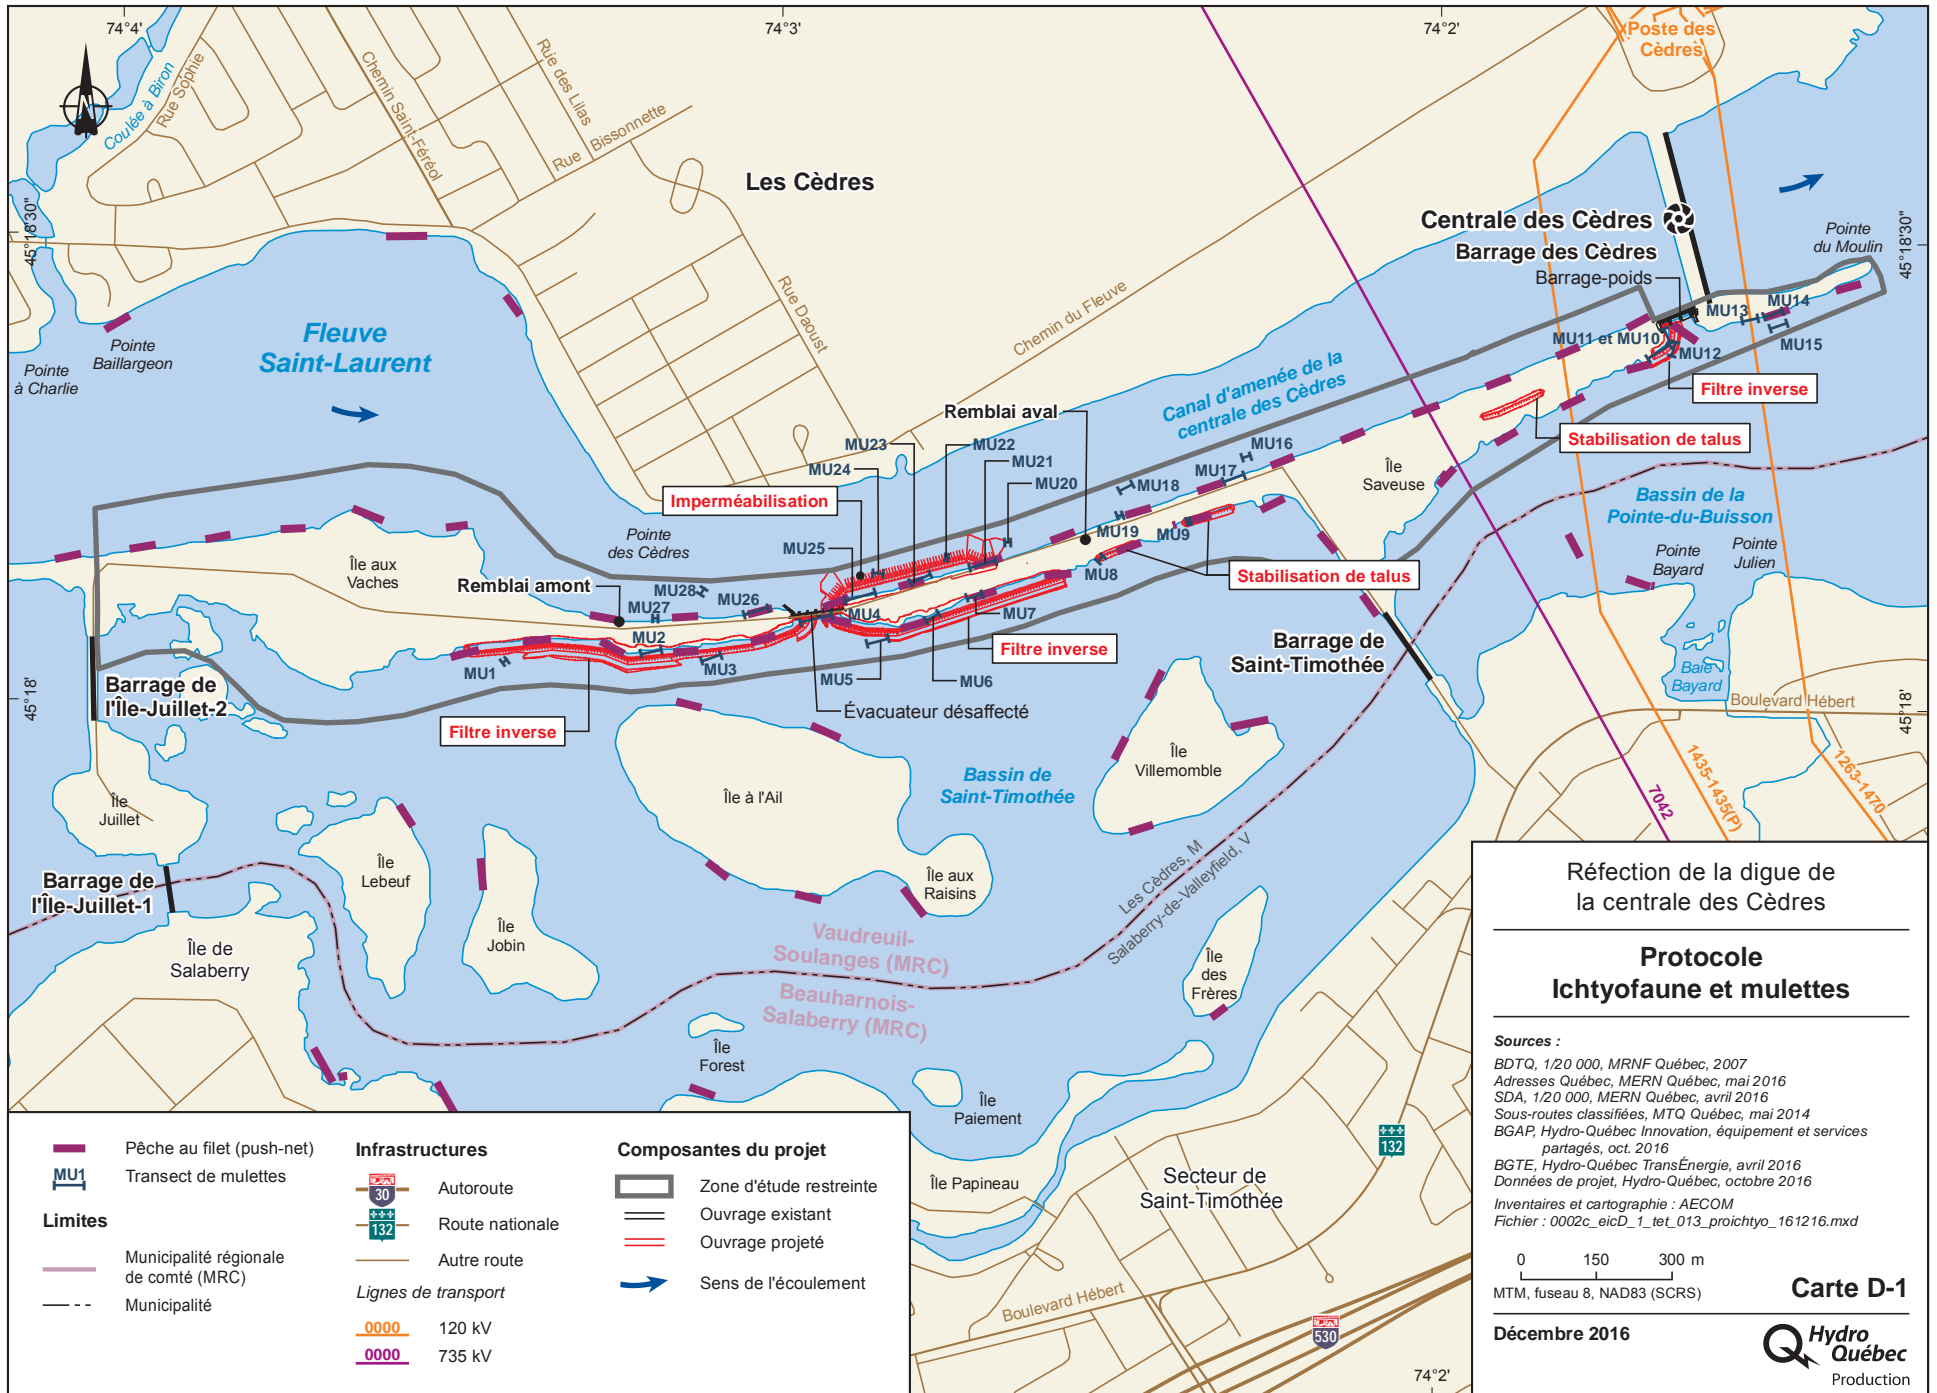 74°4'
74°3'
74°2'
Poste des
Cèdres
Coulée à Biron
Rue Sophie
Chemin Saint-Féréol
Rue des Lilas
Rue Bissonnette
Les Cèdres
45°18'30"
Centrale des Cèdres
Barrage des Cèdres
Barrage-poids
Pointe
du Moulin
45°18'30"
Rue Daoust
Chemin du Fleuve
Fleuve
Saint-Laurent
Pointe
Baillargeon
Pointe
à Charlie
MU13
MU14
MU11 et MU10
MU12
MU15
Filtre inverse
Canal d'amenée de la
centrale des Cèdres
Remblai aval
Stabilisation de talus
MU23
MU22
MU16
MU24
MU21
MU17
MU20
MU18
Île
Saveuse
Imperméabilisation
Bassin de la
Pointe-du-Buisson
Pointe
des Cèdres
MU25
MU19
MU9
Pointe
Bayard
Pointe
Julien
Île aux
Vaches
Remblai amont
MU28
MU27
MU26
MU8
Stabilisation de talus
MU4
MU7
MU2
MU1
MU3
MU5
MU6
Filtre inverse
Barrage de
Saint-Timothée
Baie
Bayard
45°18'
Barrage de
l'Île-Juillet-2
Boulevard Hébert
45°18'
Filtre inverse
Évacuateur désaffecté
Île
Villemomble
1435-1435(P)
1263-1470
7042
Île
Juillet
Île à l'Ail
Bassin de
Saint-Timothée
Île
Lebeuf
Île aux
Raisins
Les Cèdres, M
Salaberry-de-Valleyfield, V
Barrage de
l'Île-Juillet-1
Île
Jobin
Île de
Salaberry
Vaudreuil-
Soulanges (MRC)
Beauharnois-
Salaberry (MRC)
Île
des
Frères
Île
Forest
Île
Paiement
Île Papineau
132
Secteur de
Saint-Timothée
Boulevard Hébert
530
74°2'
Pêche au filet (push-net)
MU1
Transect de mulettes
Limites
Municipalité régionale
de comté (MRC)
Municipalité
Infrastructures
30
Autoroute
132
Route nationale
Autre route
Lignes de transport
0000
120 kV
0000
735 kV
Composantes du projet
Zone d'étude restreinte
Ouvrage existant
Ouvrage projeté
Sens de l'écoulement
Réfection de la digue de
la centrale des Cèdres
Protocole
Ichtyofaune et mulettes
Sources :
BDTQ, 1/20 000, MRNF Québec, 2007
Adresses Québec, MERN Québec, mai 2016
SDA, 1/20 000, MERN Québec, avril 2016
Sous-routes classifiées, MTQ Québec, mai 2014
BGAP, Hydro-Québec Innovation, équipement et services
partagés, oct. 2016
BGTE, Hydro-Québec TransÉnergie, avril 2016
Données de projet, Hydro-Québec, octobre 2016
Inventaires et cartographie : AECOM
Fichier : 0002c_eicD_1_tet_013_proichtyo_161216.mxd
0 150 300 m
MTM, fuseau 8, NAD83 (SCRS)
Carte D-1
Décembre 2016
Hydro
Québec
Production